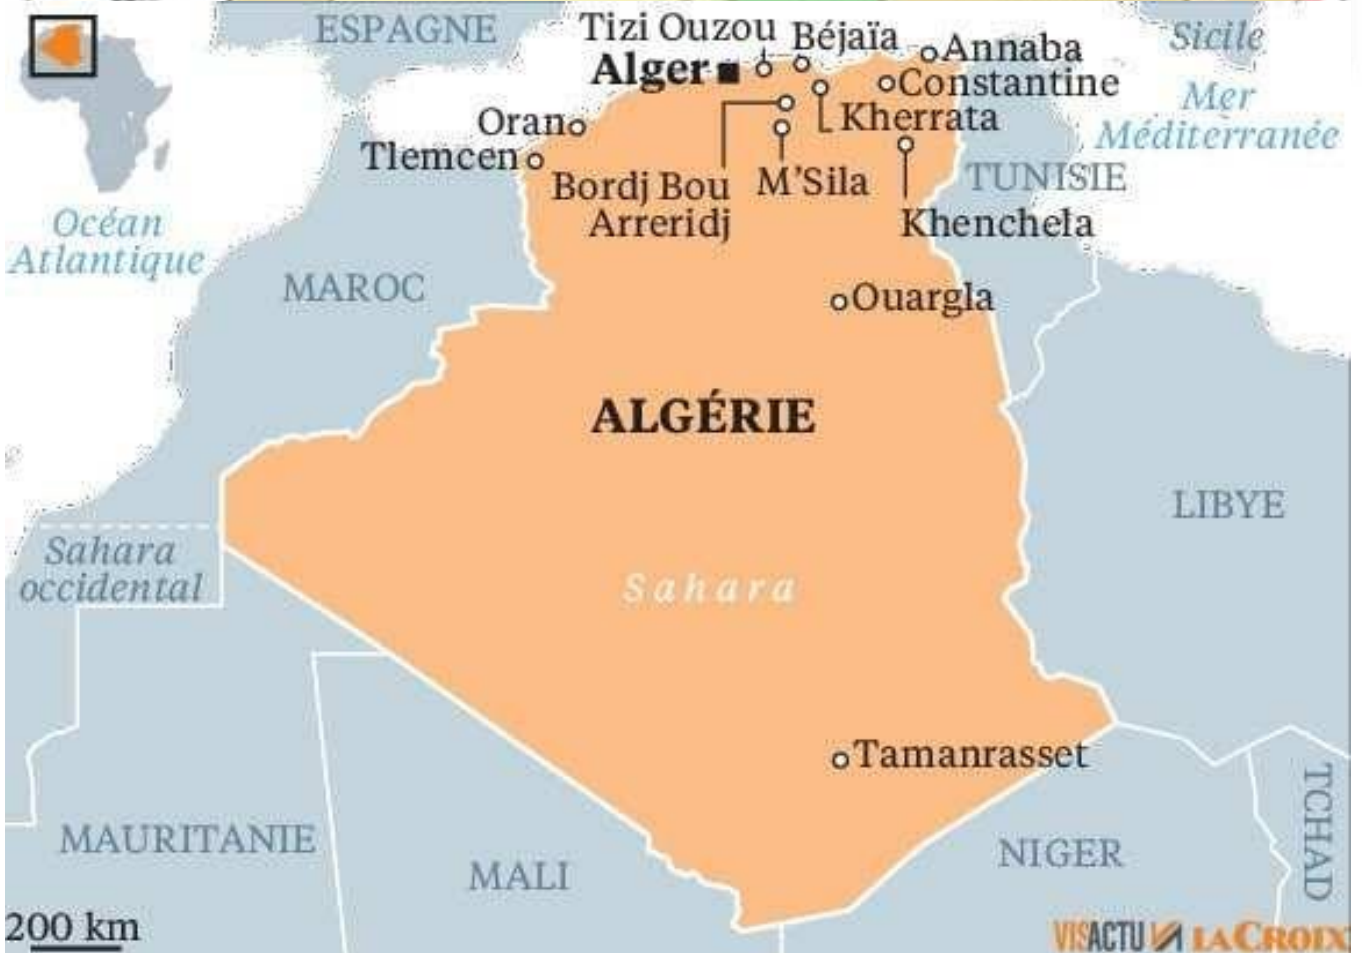 ESPAGNE
Tizi Ouzou
Béjaïa
Annaba
Sicile
Alger
Constantine
Mer
Méditerranée
Oran
Kherrata
Tlemcen
Bordj Bou
Arreridj
M'Sila
TUNISIE
Khenchela
Océan
Atlantique
MAROC
Ouargla
ALGÉRIE
LIBYE
Sahara
occidental
Sahara
Tamanrasset
MAURITANIE
MALI
NIGER
TCHAD
200 km
VISACTU LA CROIX